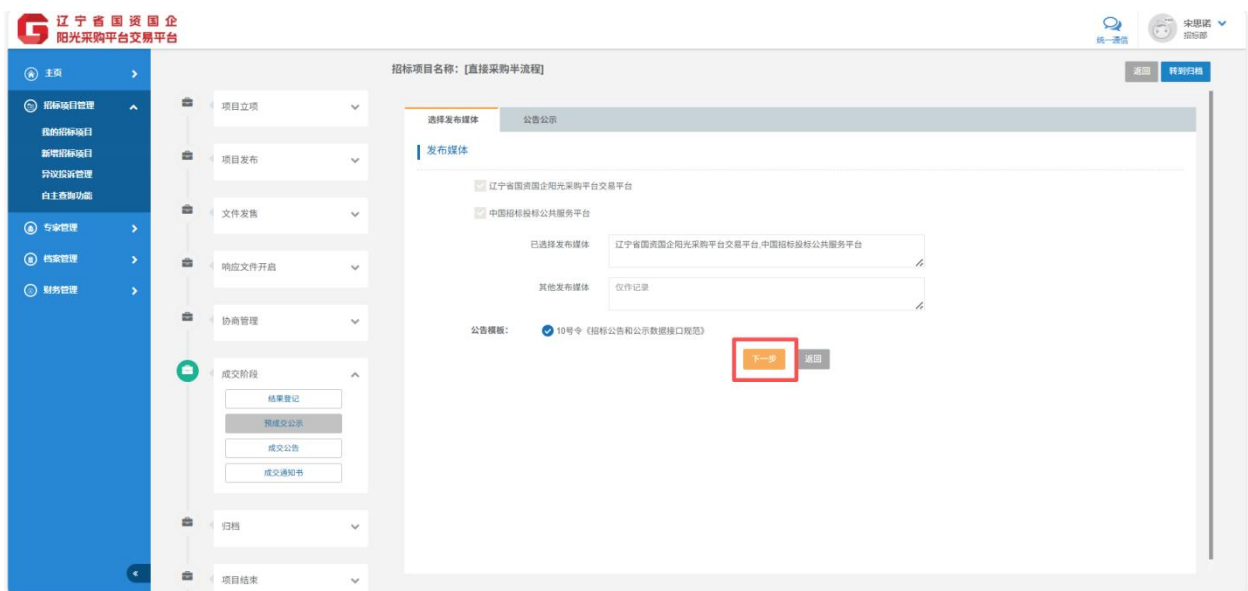 辽宁省国资国企
阳光采购平台交易平台
统一通信
宋思诺
招标部
主页
招标项目管理
我的招标项目
新增招标项目
异议投诉管理
自主查询功能
专家管理
档案管理
财务管理
招标项目名称：[直接采购半流程]
返回
转到归档
项目立项
项目发布
文件发售
响应文件开启
协商管理
成交阶段
结果登记
预成交公示
成交公告
成交通知书
归档
项目结束
选择发布媒体
公告公示
发布媒体
辽宁省国资国企阳光采购平台交易平台
中国招标投标公共服务平台
已选择发布媒体
辽宁省国资国企阳光采购平台交易平台,中国招标投标公共服务平台
其他发布媒体
仅作记录
公告模板：
10号令《招标公告和公示数据接口规范》
下一步
返回